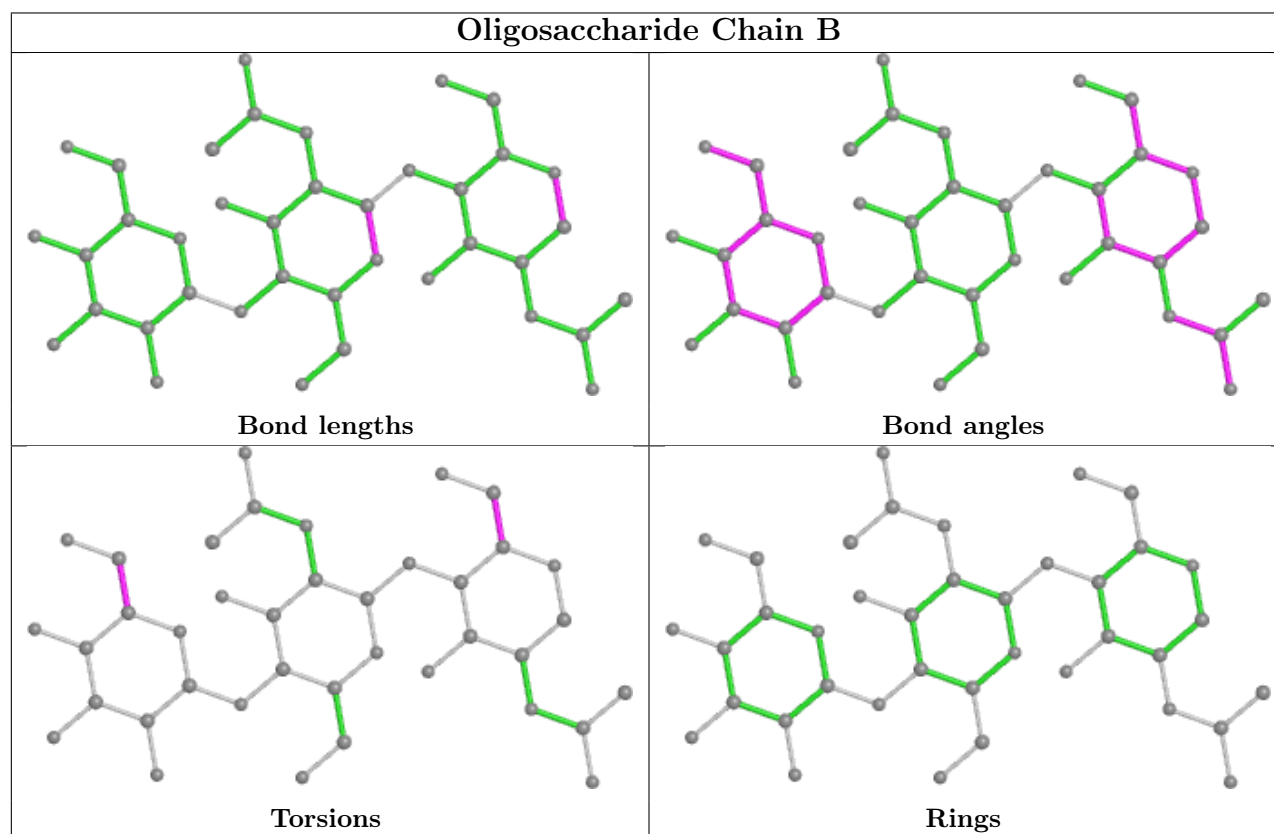 Oligosaccharide Chain B
Bond lengths
Bond angles
Torsions
Rings